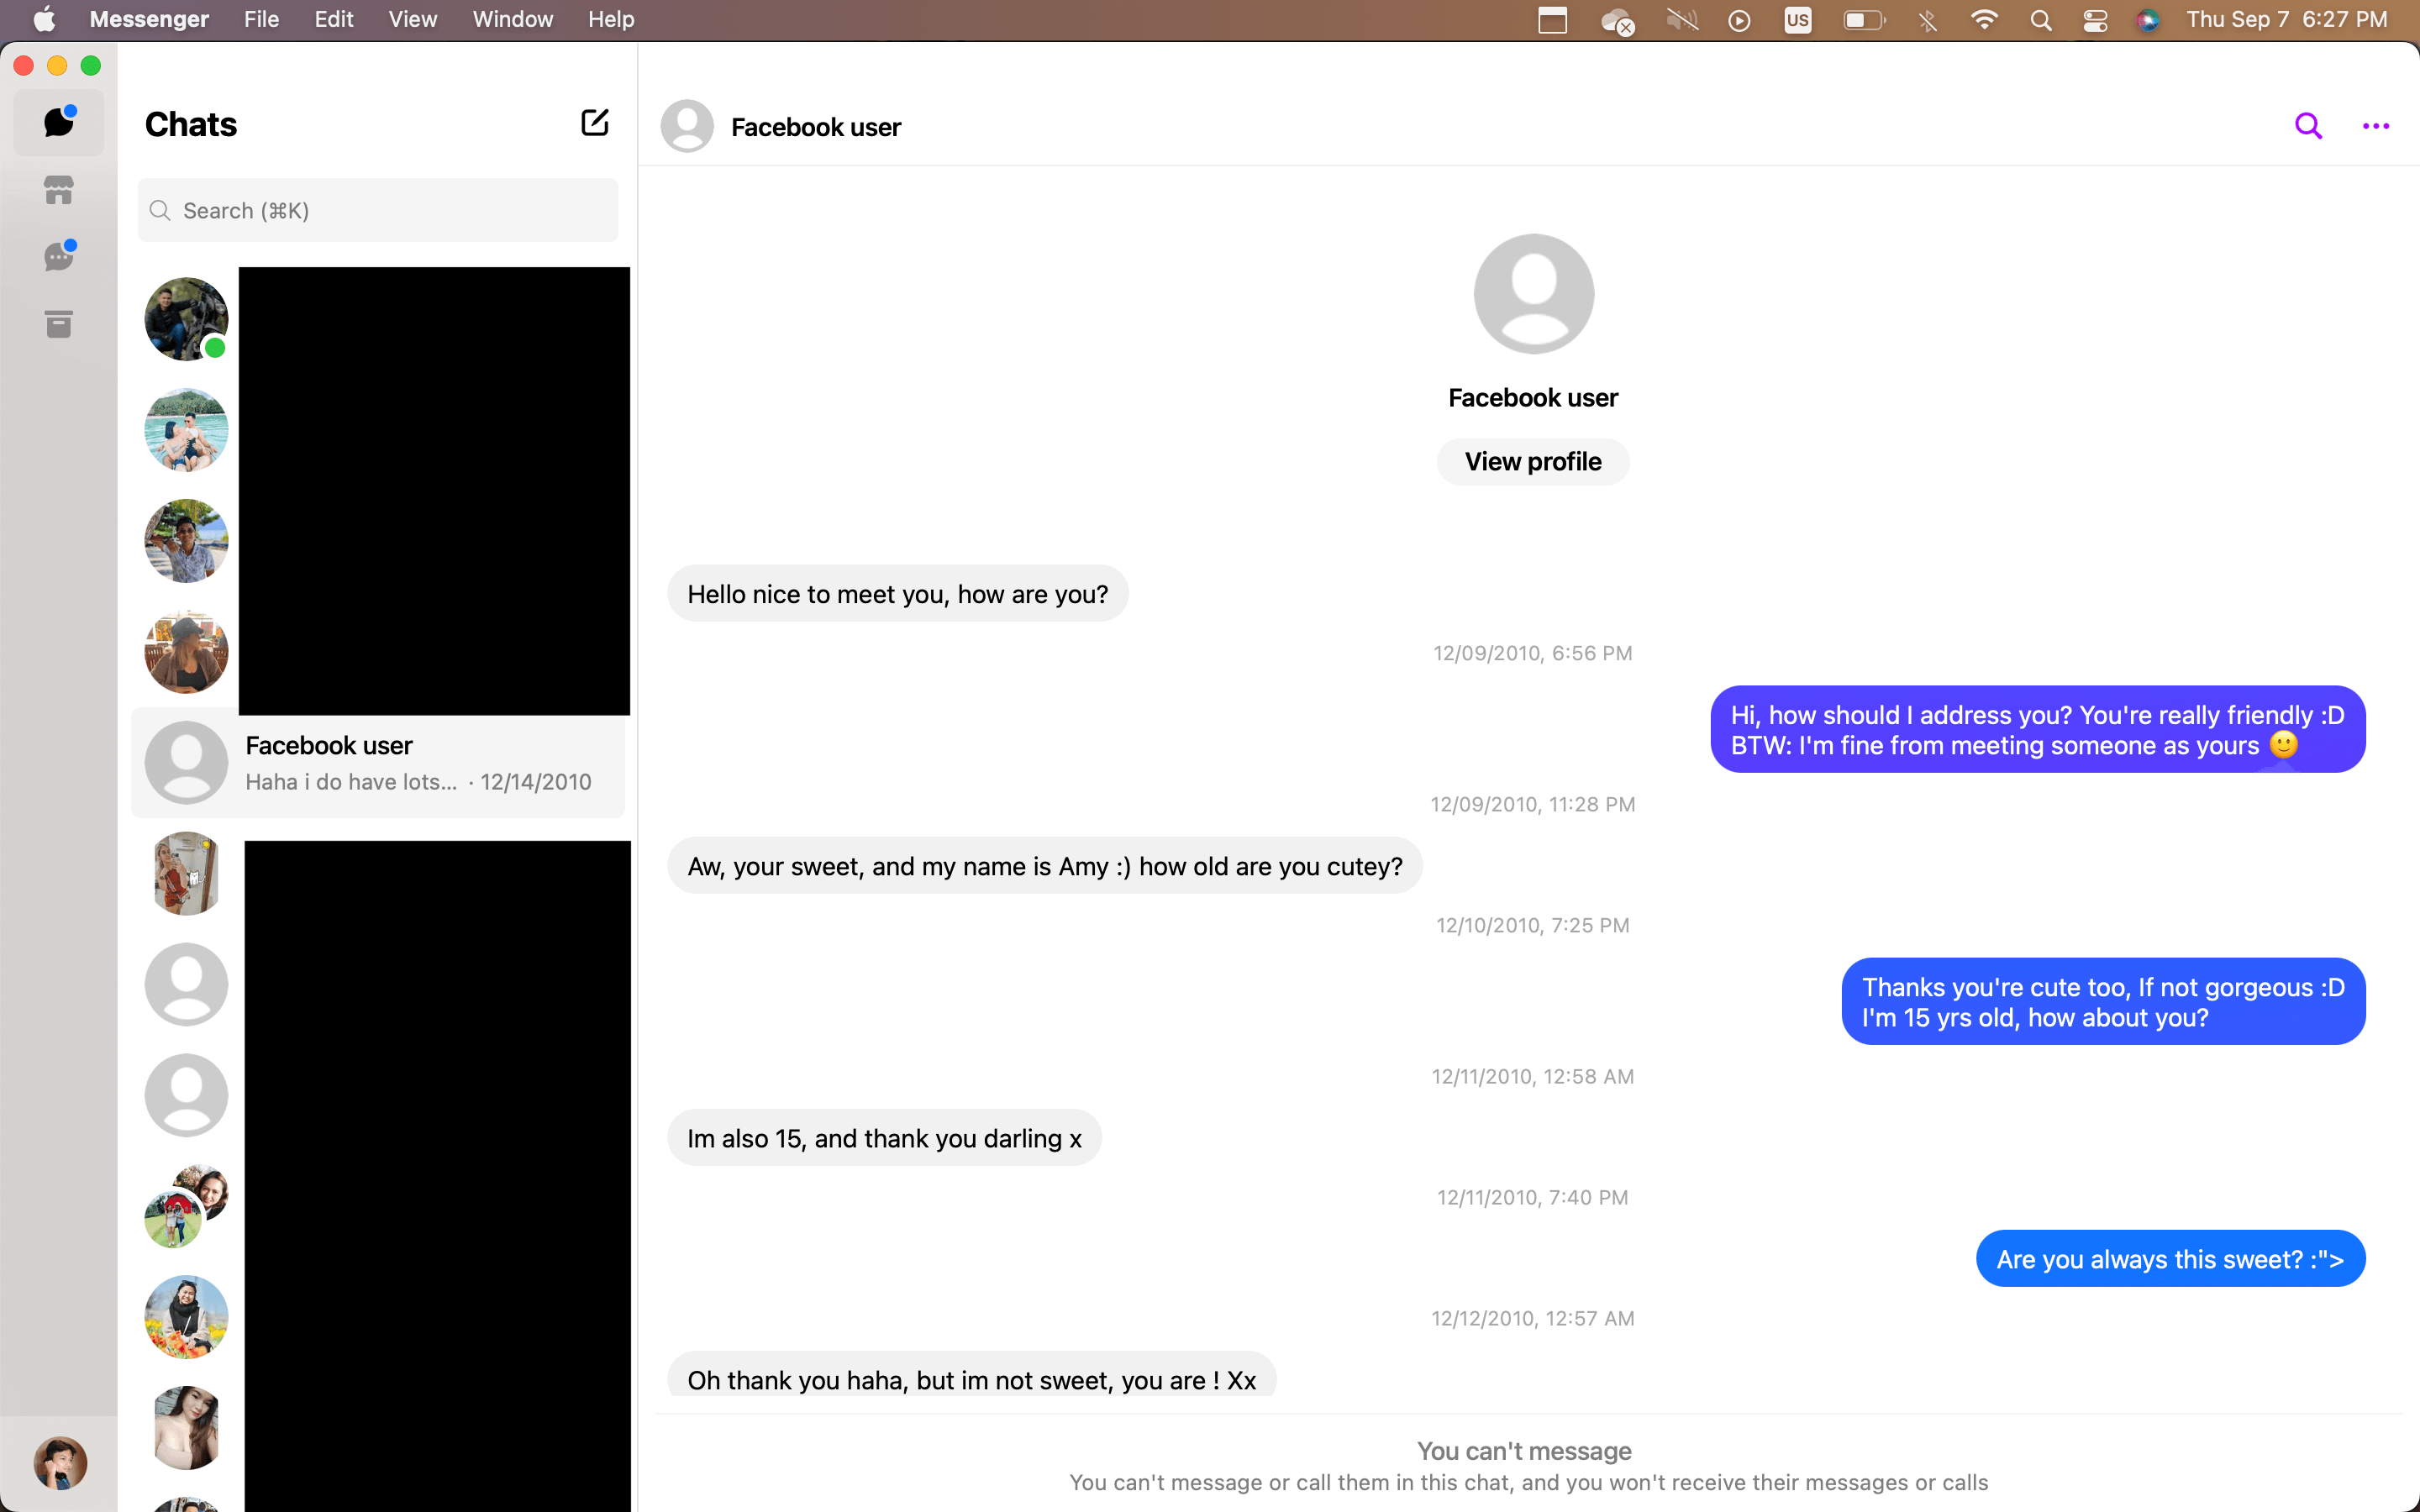 Messenger File Edit View Window Help US Thu Sep 7 6:27 PM
Chats
Search (⌘K)
Facebook user
Haha i do have lots... · 12/14/2010
Facebook user
Facebook user
View profile
Hello nice to meet you, how are you?
12/09/2010, 6:56 PM
Hi, how should I address you? You're really friendly :D
BTW: I'm fine from meeting someone as yours 🙂
12/09/2010, 11:28 PM
Aw, your sweet, and my name is Amy :) how old are you cutey?
12/10/2010, 7:25 PM
Thanks you're cute too, If not gorgeous :D
I'm 15 yrs old, how about you?
12/11/2010, 12:58 AM
Im also 15, and thank you darling x
12/11/2010, 7:40 PM
Are you always this sweet? :">
12/12/2010, 12:57 AM
Oh thank you haha, but im not sweet, you are ! Xx
You can't message
You can't message or call them in this chat, and you won't receive their messages or calls